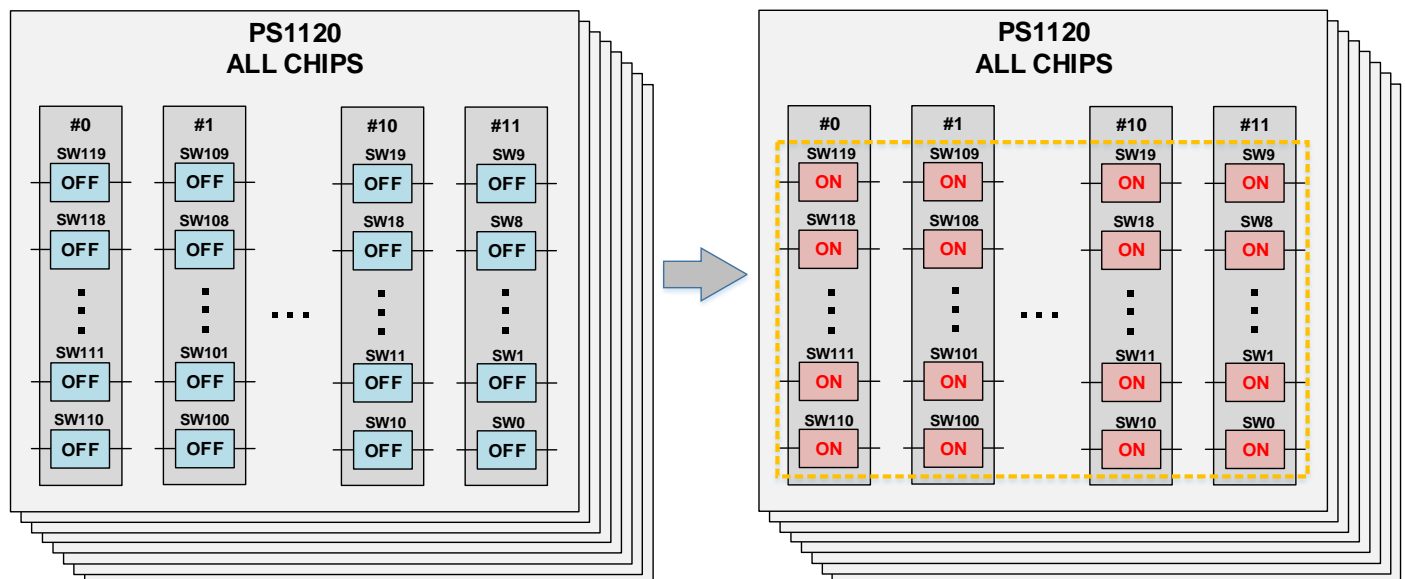 PS1120
ALL CHIPS
#0 #1 #10 #11
SW119 SW109 SW19 SW9
OFF OFF OFF OFF
SW118 SW108 SW18 SW8
OFF OFF OFF OFF
SW111 SW101 SW11 SW1
OFF OFF OFF OFF
SW110 SW100 SW10 SW0
OFF OFF OFF OFF
PS1120
ALL CHIPS
#0 #1 #10 #11
SW119 SW109 SW19 SW9
ON ON ON ON
SW118 SW108 SW18 SW8
ON ON ON ON
SW111 SW101 SW11 SW1
ON ON ON ON
SW110 SW100 SW10 SW0
ON ON ON ON